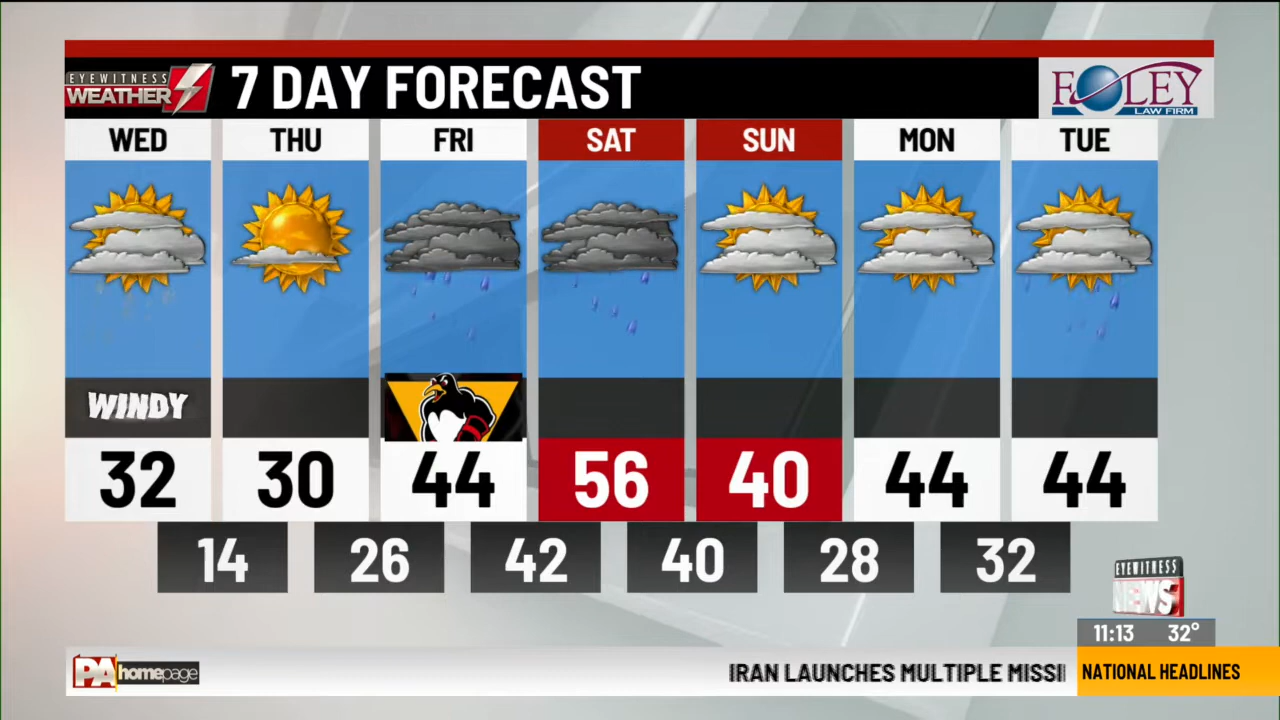 EYEWITNESS
WEATHER
7 DAY FORECAST
FOLEY
LAW FIRM
WED THU FRI SAT SUN MON TUE
WINDY
32 30 44 56 40 44 44
14 26 42 40 28 32
EYEWITNESS
NEWS
11:13 32°
PA homepage
IRAN LAUNCHES MULTIPLE MISSI
NATIONAL HEADLINES